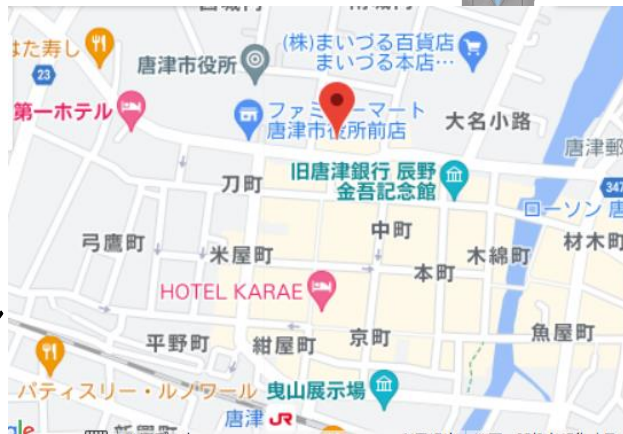 はた寿し
唐津市役所
(株)まいづる百貨店
まいづる本店…
23
第一ホテル
ファミリーマート
唐津市役所前店
大名小路
唐津郵
刀町
旧唐津銀行 辰野
金吾記念館
347
ローソン 唐
弓鷹町
米屋町
中町
本町
木綿町
材木町
HOTEL KARAE
平野町
紺屋町
京町
魚屋町
パティスリー・ルノワール
曳山展示場
唐津 JR